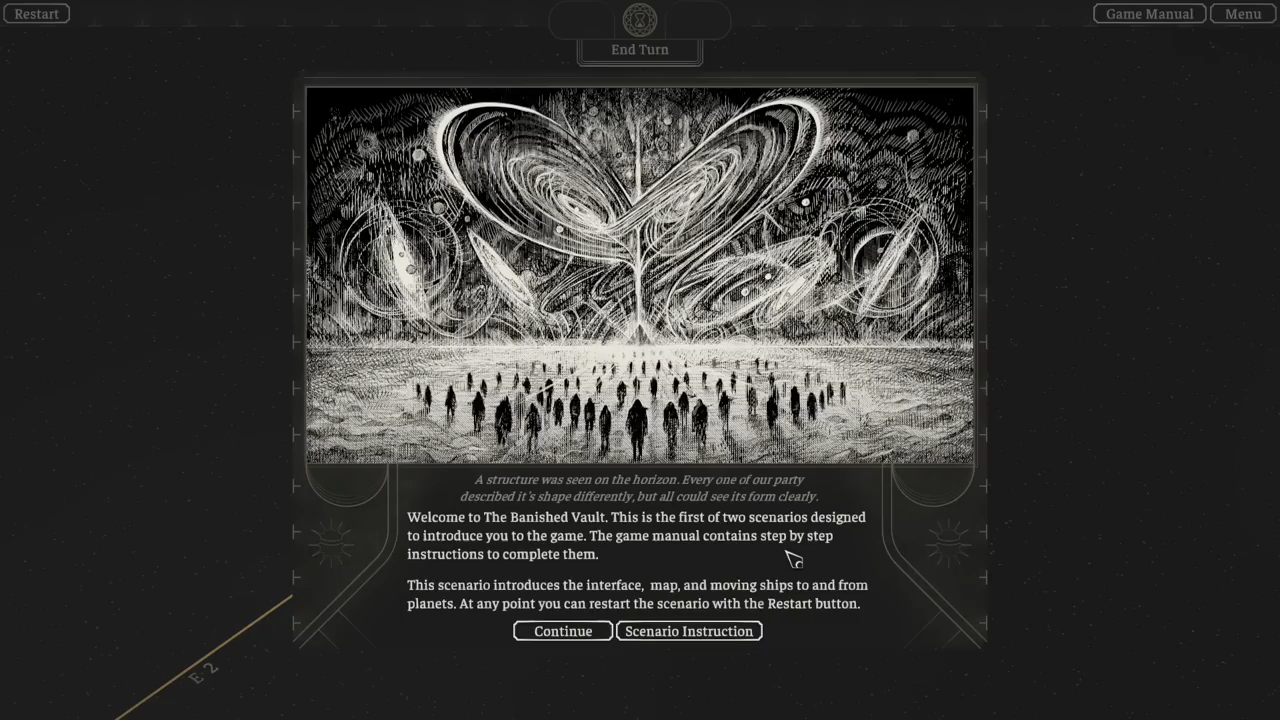 Restart
Game Manual
Menu
End Turn
A structure was seen on the horizon. Every one of our party
described it's shape differently, but all could see its form clearly.
Welcome to The Banished Vault. This is the first of two scenarios designed
to introduce you to the game. The game manual contains step by step
instructions to complete them.
This scenario introduces the interface, map, and moving ships to and from
planets. At any point you can restart the scenario with the Restart button.
Continue
Scenario Instruction
E 2